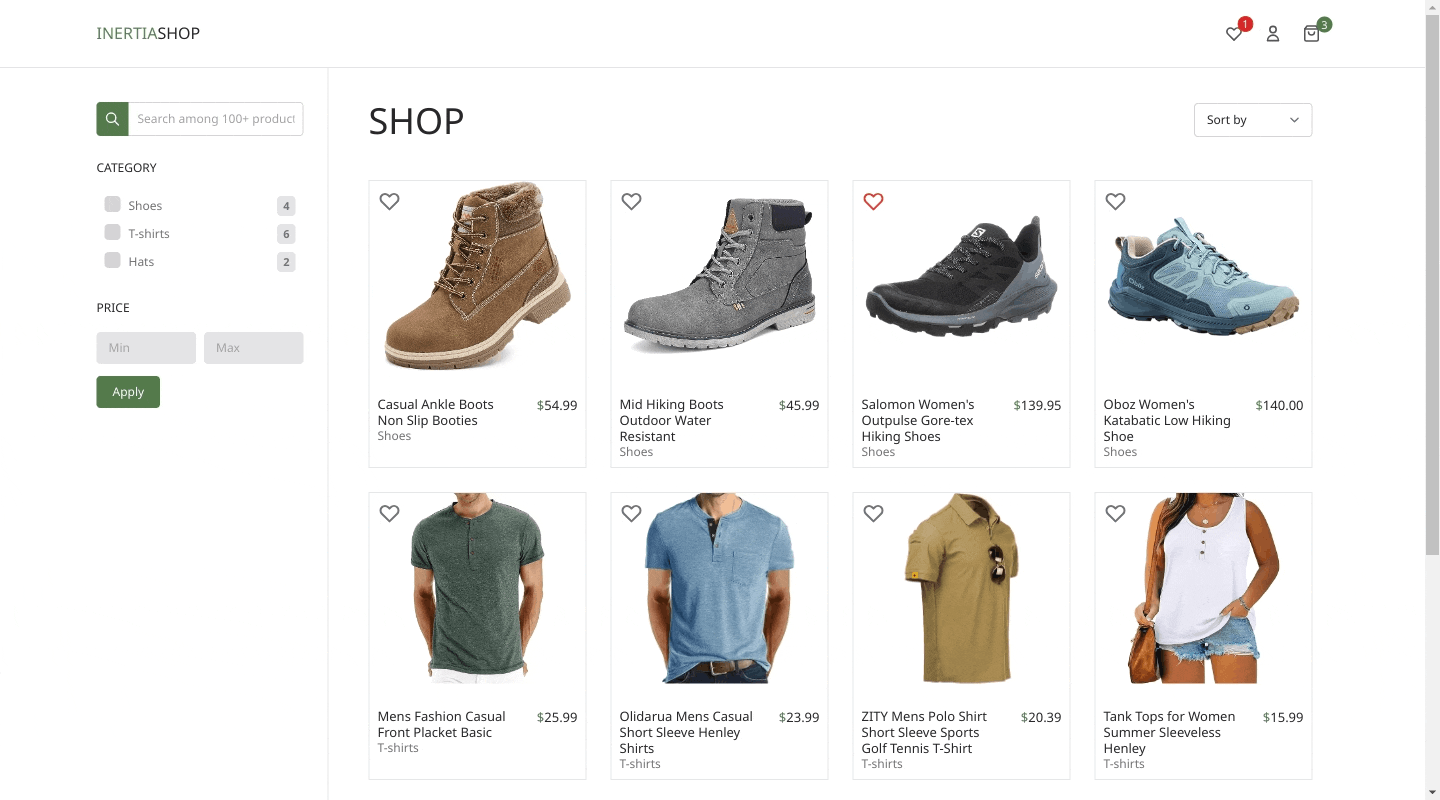 INERTIASHOP
1
3
Search among 100+ product
CATEGORY
Shoes 4
T-shirts 6
Hats 2
PRICE
Min Max
Apply
SHOP
Sort by
Casual Ankle Boots
Non Slip Booties
$54.99
Shoes
Mid Hiking Boots
Outdoor Water
Resistant
$45.99
Shoes
Salomon Women's
Outpulse Gore-tex
Hiking Shoes
$139.95
Shoes
Oboz Women's
Katabatic Low Hiking
Shoe
$140.00
Shoes
Mens Fashion Casual
Front Placket Basic
$25.99
T-shirts
Olidarua Mens Casual
Short Sleeve Henley
Shirts
$23.99
T-shirts
ZITY Mens Polo Shirt
Short Sleeve Sports
Golf Tennis T-Shirt
$20.39
T-shirts
Tank Tops for Women
Summer Sleeveless
Henley
$15.99
T-shirts